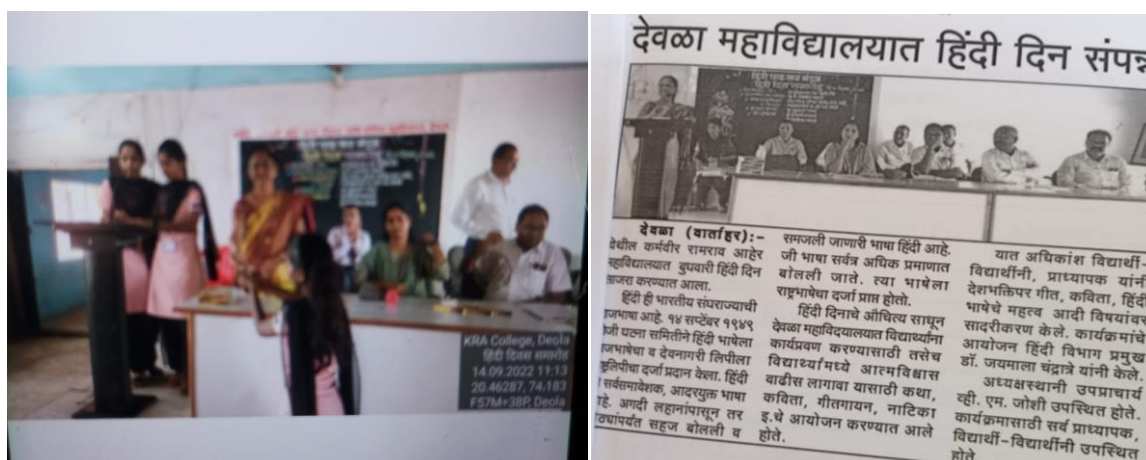 KRA College, Deola
हिंदी दिवस समारोह
14.09.2022 11:13
20.46287, 74.183
F57M+38P, Deola
देवळा महाविद्यालयात हिंदी दिन संपन्न
देवळा (वार्ताहर):-
येथील कर्मवीर रामराव आहेर
महाविद्यालयात बुधवारी हिंदी दिन
साजरा करण्यात आला.
हिंदी ही भारतीय संघराज्याची
राजभाषा आहे. १४ सप्टेंबर १९४९
रोजी घटना समितीने हिंदी भाषेला
राजभाषेचा व देवनागरी लिपीला
दर्जा प्रदान केला. हिंदी
सर्वसमावेशक, आदरयुक्त भाषा
आहे. अगदी लहानांपासून तर
सहज बोलली व
समजली जाणारी भाषा हिंदी आहे.
जी भाषा सर्वत्र अधिक प्रमाणात
बोलली जाते. त्या भाषेला
राष्ट्रभाषेचा दर्जा प्राप्त होतो.
हिंदी दिनाचे औचित्य साधून
देवळा महाविदयालयात विद्यार्थ्यांना
कार्यप्रवण करण्यासाठी तसेच
विद्यार्थ्यांमध्ये आत्मविश्वास
वाढीस लागावा यासाठी कथा,
कविता, गीतगायन, नाटिका
इ.चे आयोजन करण्यात आले
होते.
यात अधिकांश विद्यार्थी-
विद्यार्थीनी, प्राध्यापक यांनी
देशभक्तिपर गीत, कविता, हिंदी
भाषेचे महत्व आदी विषयांवर
सादरीकरण केले. कार्यक्रमाचे
आयोजन हिंदी विभाग प्रमुख
डॉ. जयमाला चंद्रात्रे यांनी केले.
अध्यक्षस्थानी उपप्राचार्य
व्ही. एम. जोशी उपस्थित होते.
कार्यक्रमासाठी सर्व प्राध्यापक,
विद्यार्थी-विद्यार्थीनी उपस्थित
होते